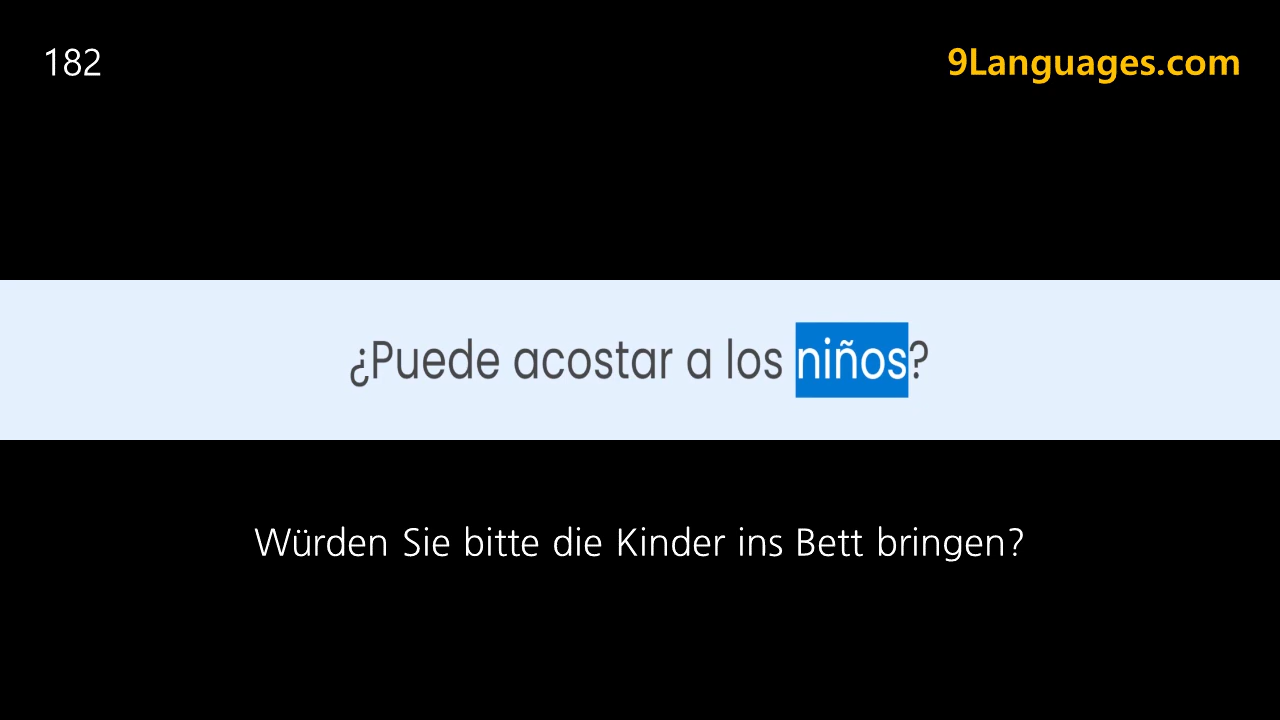 182
9Languages.com
¿Puede acostar a los niños?
Würden Sie bitte die Kinder ins Bett bringen?